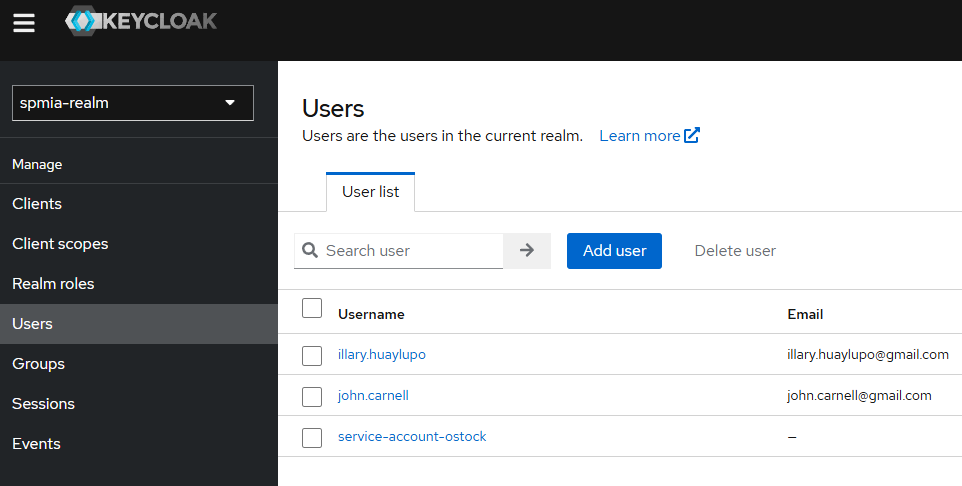 KEYCLOAK
spmia-realm
Manage
Clients
Client scopes
Realm roles
Users
Groups
Sessions
Events
Users
Users are the users in the current realm. Learn more
User list
Search user Add user Delete user
Username Email
illary.huaylupo illary.huaylupo@gmail.com
john.carnell john.carnell@gmail.com
service-account-ostock –